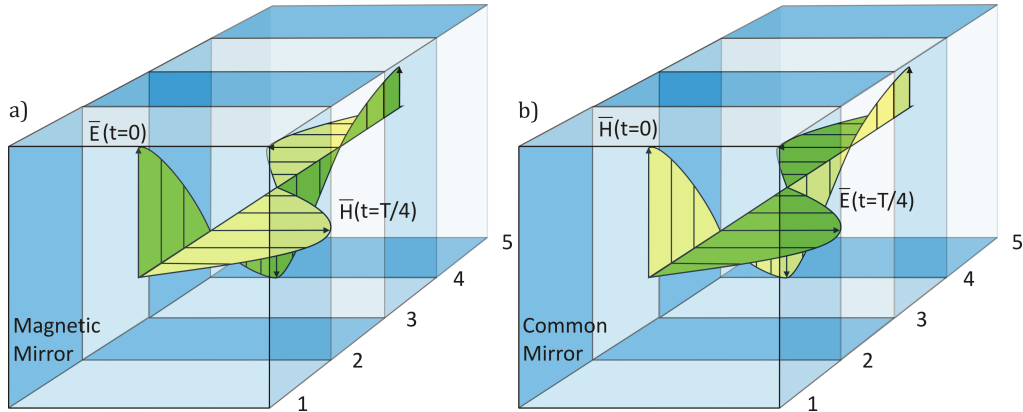 a)
E̅(t=0)
H̅(t=T/4)
Magnetic
Mirror
1
2
3
4
5
b)
H̅(t=0)
E̅(t=T/4)
Common
Mirror
1
2
3
4
5